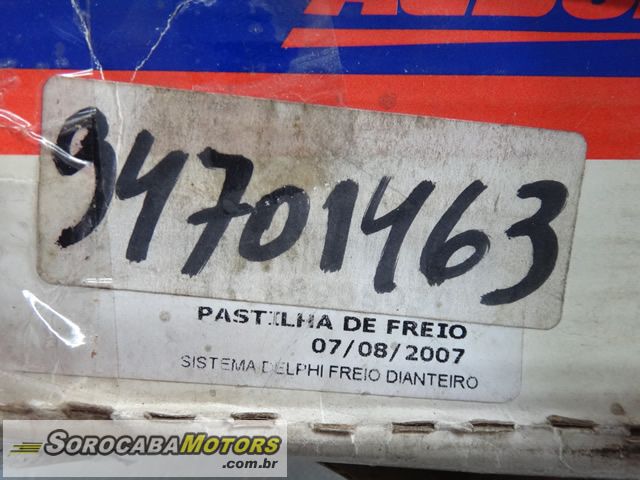 94701463
PASTILHA DE FREIO
07/08/2007
SISTEMA DELPHI FREIO DIANTEIRO
SOROCABAMOTORS
.com.br